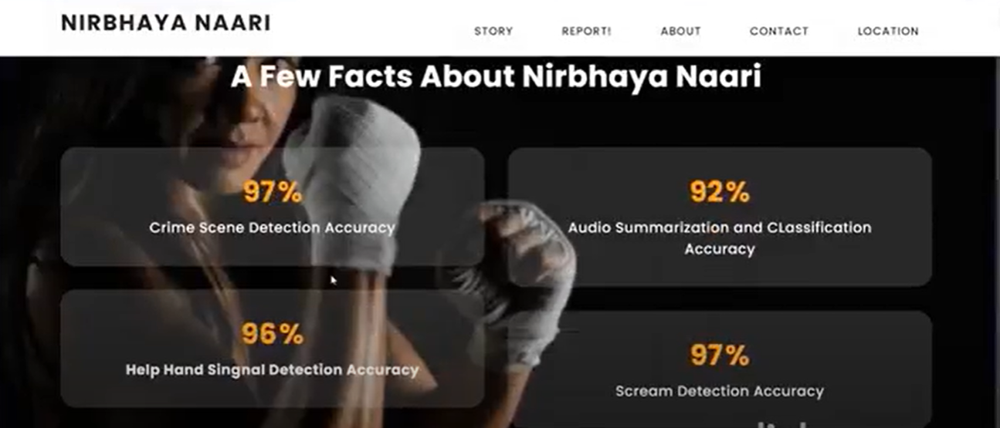 NIRBHAYA NAARI
STORY REPORT! ABOUT CONTACT LOCATION
A Few Facts About Nirbhaya Naari
97%
Crime Scene Detection Accuracy
92%
Audio Summarization and CLassification
Accuracy
96%
Help Hand Singnal Detection Accuracy
97%
Scream Detection Accuracy